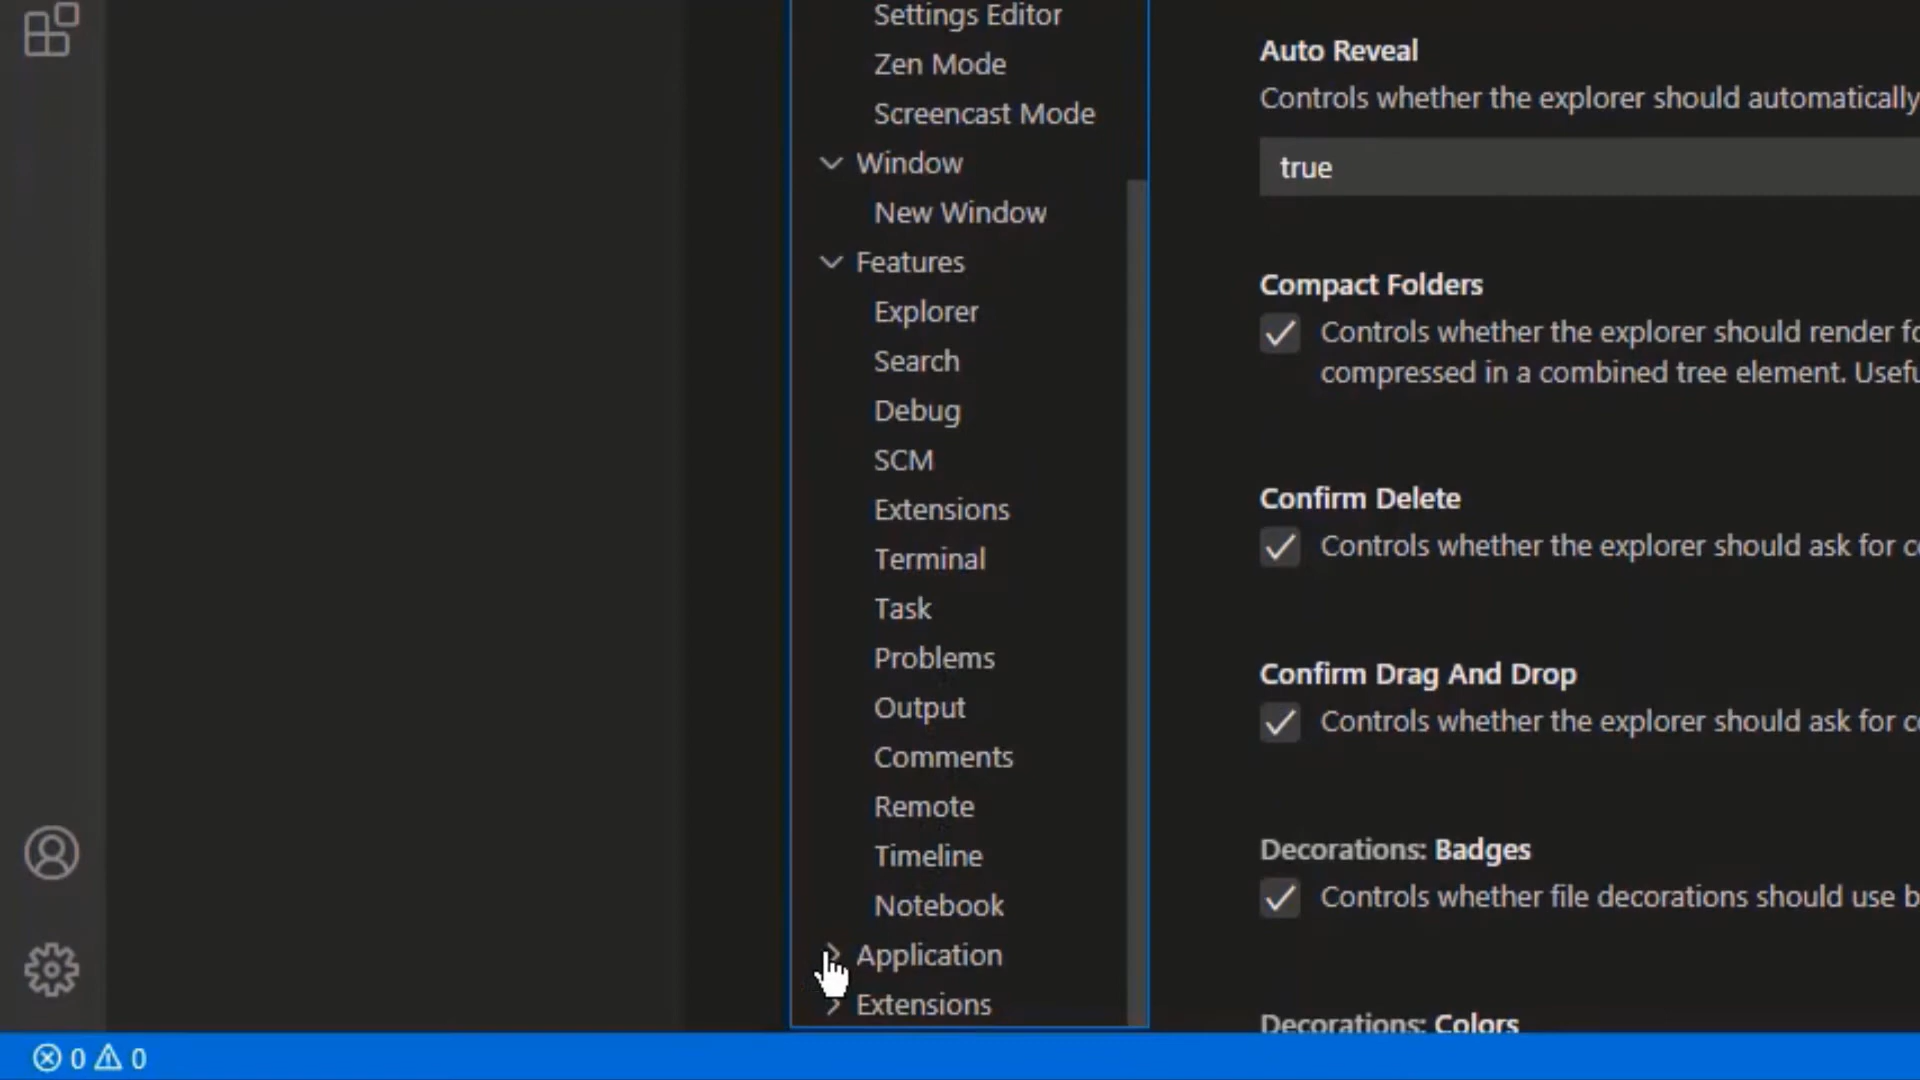 Settings Editor
Zen Mode
Screencast Mode
Window
New Window
Features
Explorer
Search
Debug
SCM
Extensions
Terminal
Task
Problems
Output
Comments
Remote
Timeline
Notebook
Application
Extensions
Auto Reveal
Controls whether the explorer should automatically
true
Compact Folders
Controls whether the explorer should render
compressed in a combined tree element.
Confirm Delete
Controls whether the explorer should ask for
Confirm Drag And Drop
Controls whether the explorer should ask for
Decorations: Badges
Controls whether file decorations should use
Decorations: Colors
0 0